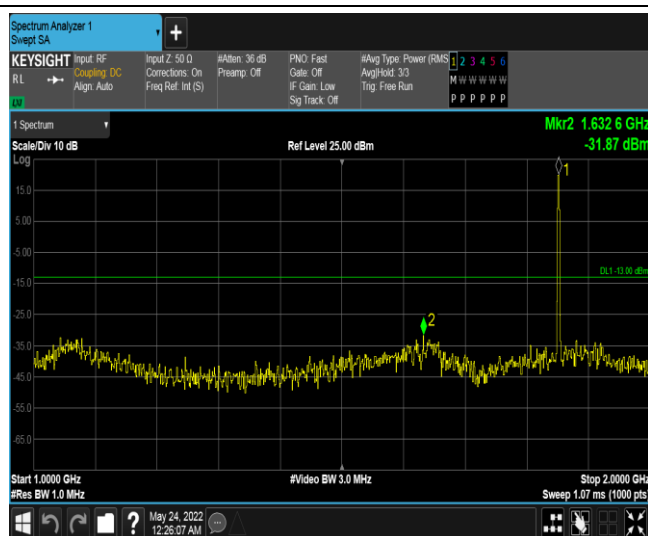 Spectrum Analyzer 1
Swept SA
+
KEYSIGHT
RL
Input: RF
Coupling: DC
Align: Auto
Input Z: 50 Ω
Corrections: On
Freq Ref: Int (S)
#Atten: 36 dB
Preamp: Off
PNO: Fast
Gate: Off
IF Gain: Low
Sig Track: Off
#Avg Type: Power (RMS
Avg|Hold: 3/3
Trig: Free Run
1 2 3 4 5 6
M W W W W W
P P P P P P
1 Spectrum
Mkr2 1.632 6 GHz
Scale/Div 10 dB
Ref Level 25.00 dBm
-31.87 dBm
Log
1
15.0
5.00
-5.00
DL1 -13.00 dBm
-15.0
-25.0
2
-35.0
-45.0
-55.0
-65.0
Start 1.0000 GHz
#Video BW 3.0 MHz
Stop 2.0000 GHz
#Res BW 1.0 MHz
Sweep 1.07 ms (1000 pts)
?
May 24, 2022
12:26:07 AM